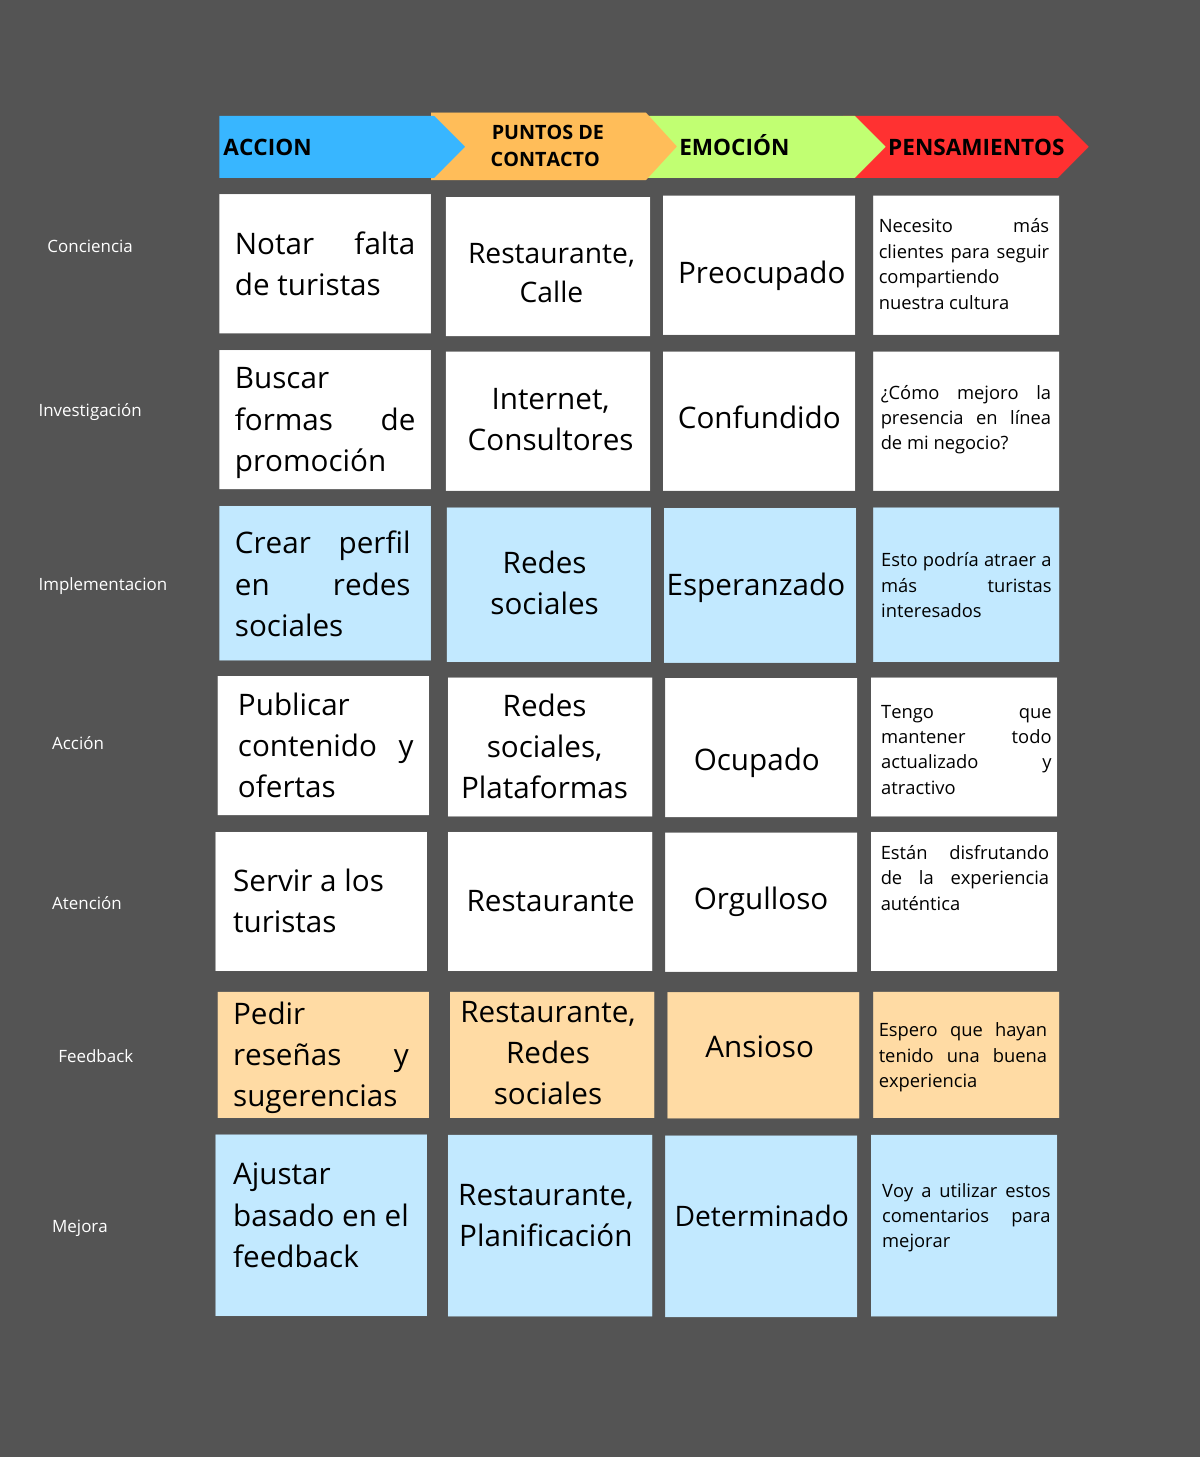 ACCION
PUNTOS DE
CONTACTO
EMOCIÓN
PENSAMIENTOS
Conciencia
Notar falta
de turistas
Restaurante,
Calle
Preocupado
Necesito más
clientes para seguir
compartiendo
nuestra cultura
Investigación
Buscar
formas de
promoción
Internet,
Consultores
Confundido
¿Cómo mejoro la
presencia en línea
de mi negocio?
Implementacion
Crear perfil
en redes
sociales
Redes
sociales
Esperanzado
Esto podría atraer a
más turistas
interesados
Acción
Publicar
contenido y
ofertas
Redes
sociales,
Plataformas
Ocupado
Tengo que
mantener todo
actualizado y
atractivo
Atención
Servir a los
turistas
Restaurante
Orgulloso
Están disfrutando
de la experiencia
auténtica
Feedback
Pedir
reseñas y
sugerencias
Restaurante,
Redes
sociales
Ansioso
Espero que hayan
tenido una buena
experiencia
Mejora
Ajustar
basado en el
feedback
Restaurante,
Planificación
Determinado
Voy a utilizar estos
comentarios para
mejorar